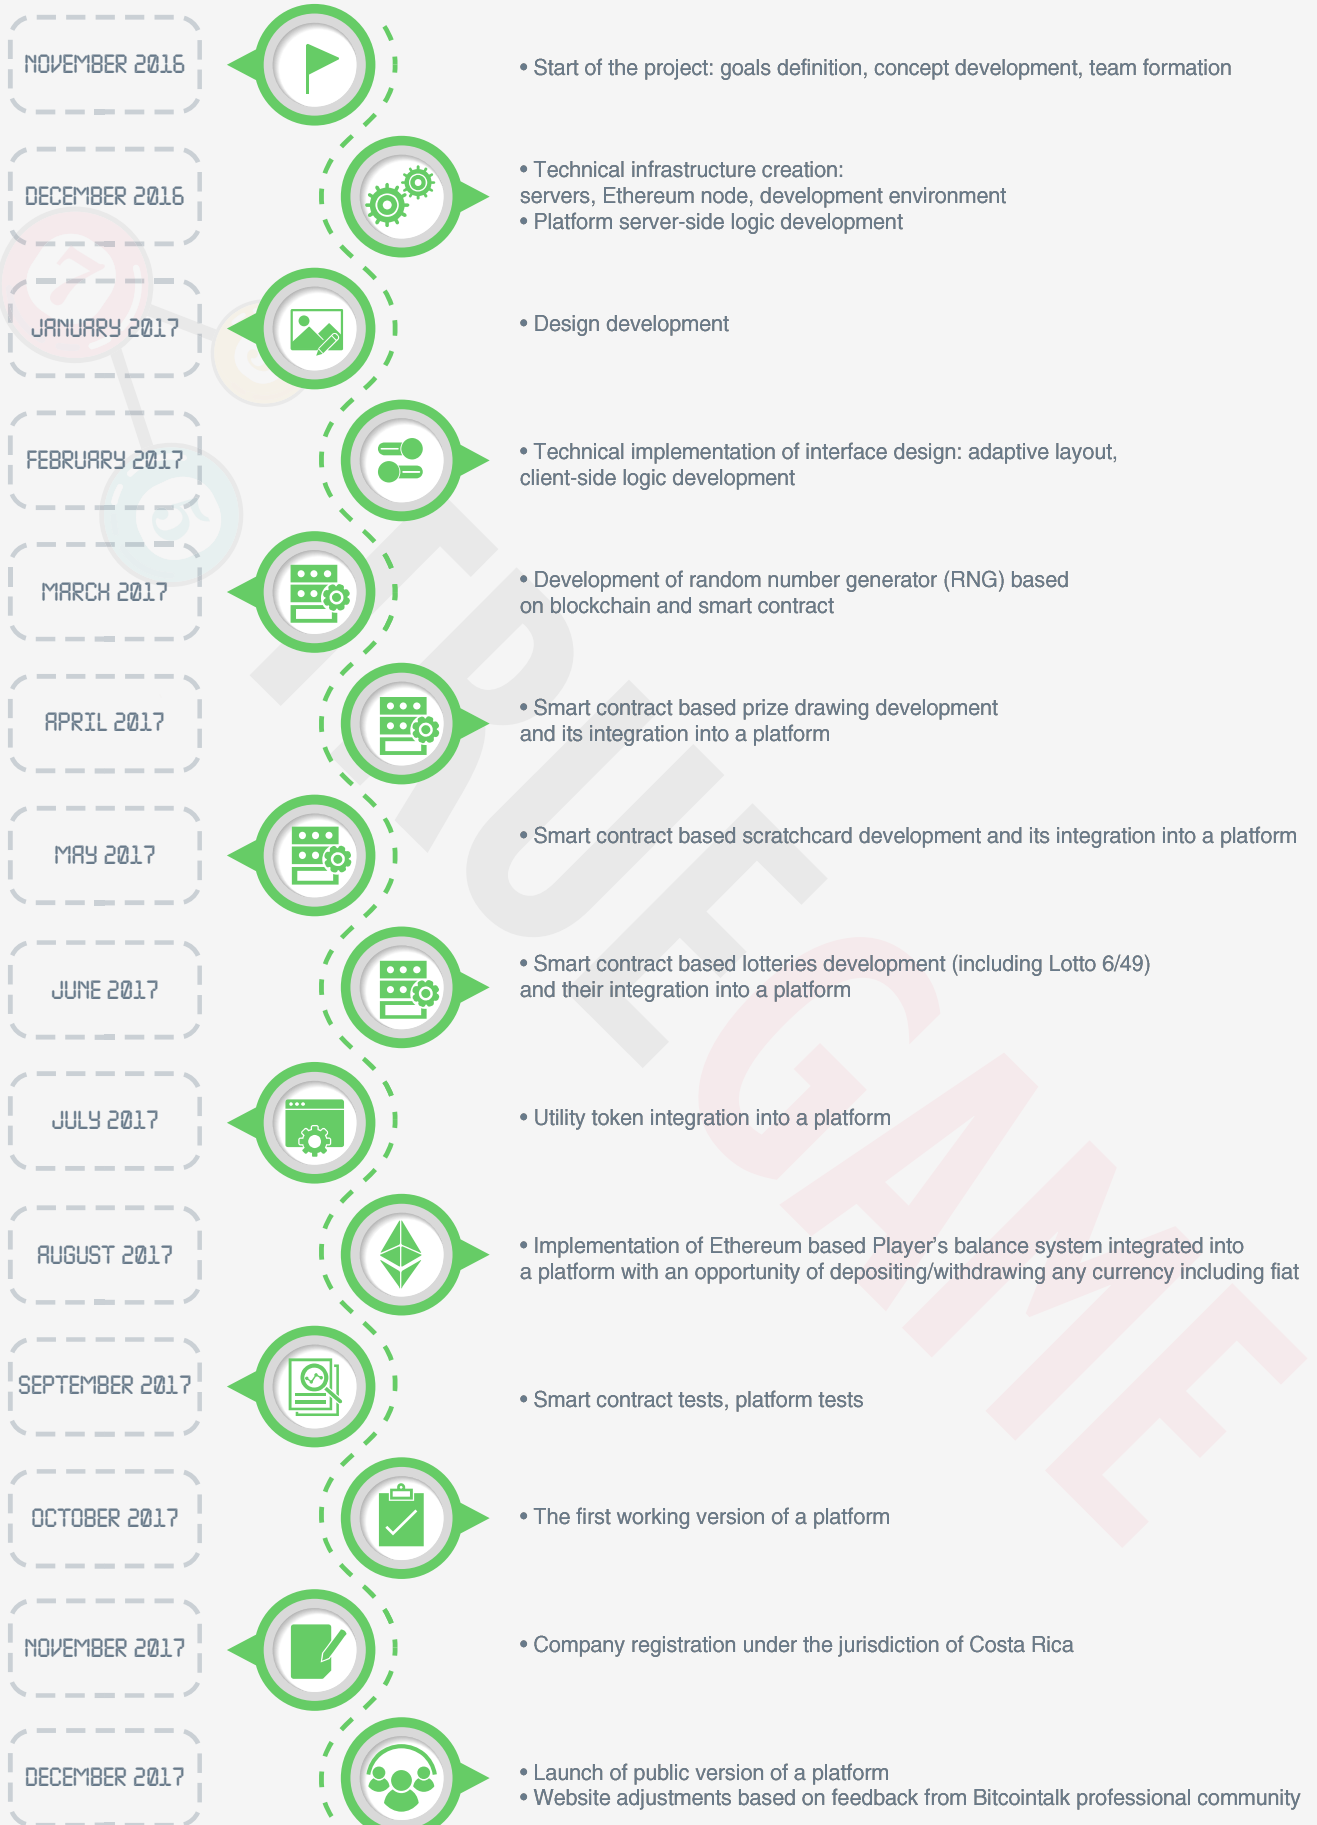 NOVEMBER 2016
• Start of the project: goals definition, concept development, team formation
DECEMBER 2016
• Technical infrastructure creation:
servers, Ethereum node, development environment
• Platform server-side logic development
JANUARY 2017
• Design development
FEBRUARY 2017
• Technical implementation of interface design: adaptive layout,
client-side logic development
MARCH 2017
• Development of random number generator (RNG) based
on blockchain and smart contract
APRIL 2017
• Smart contract based prize drawing development
and its integration into a platform
MAY 2017
• Smart contract based scratchcard development and its integration into a platform
JUNE 2017
• Smart contract based lotteries development (including Lotto 6/49)
and their integration into a platform
JULY 2017
• Utility token integration into a platform
AUGUST 2017
• Implementation of Ethereum based Player’s balance system integrated into
a platform with an opportunity of depositing/withdrawing any currency including fiat
SEPTEMBER 2017
• Smart contract tests, platform tests
OCTOBER 2017
• The first working version of a platform
NOVEMBER 2017
• Company registration under the jurisdiction of Costa Rica
DECEMBER 2017
• Launch of public version of a platform
• Website adjustments based on feedback from Bitcointalk professional community
TRUEGAME
7